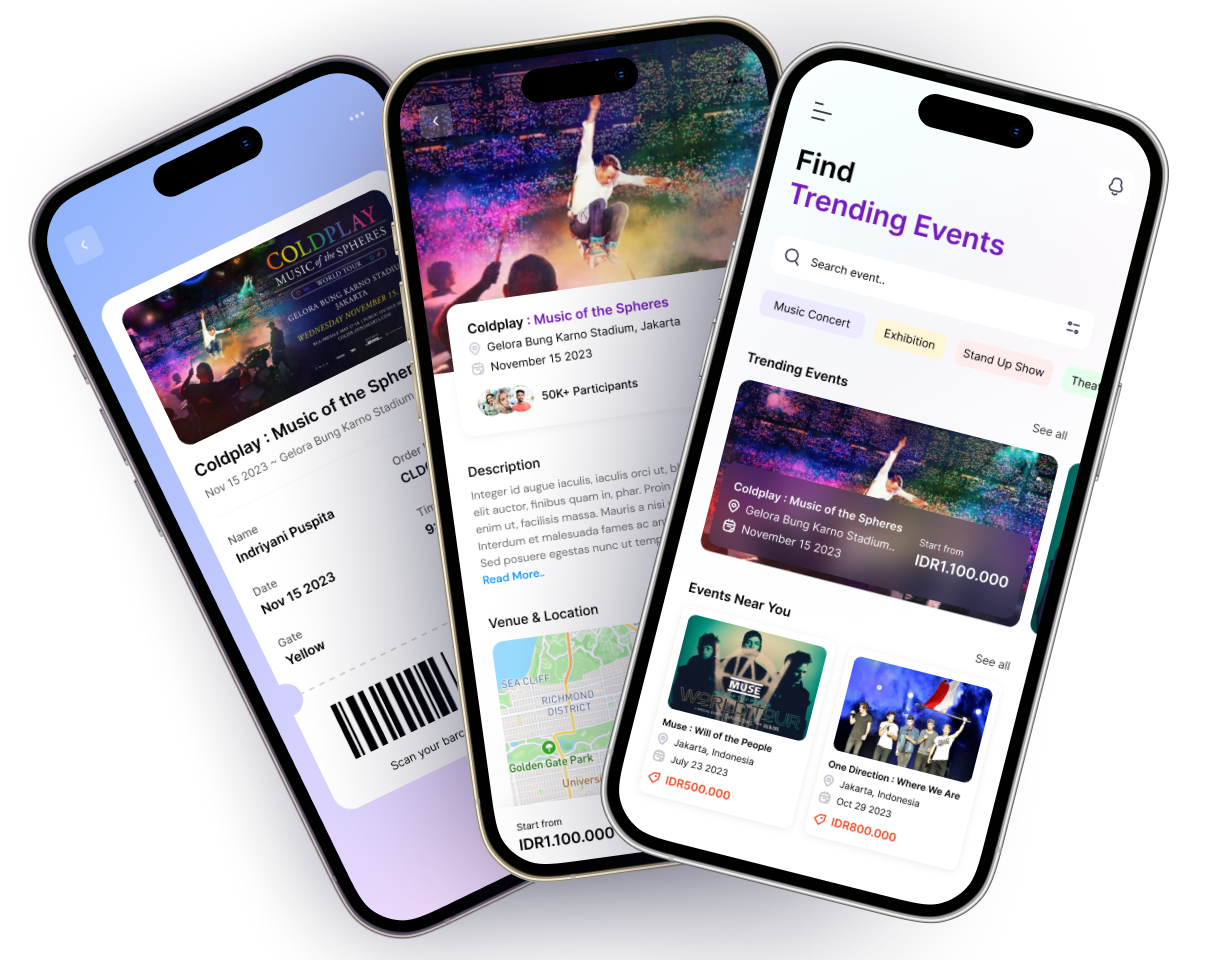 COLDPLAY
MUSIC of the SPHERES
WORLD TOUR
GELORA BUNG KARNO STADIUM
JAKARTA
WEDNESDAY NOVEMBER 15,
Coldplay : Music of the Spher
Nov 15 2023 ~ Gelora Bung Karno Stadium
Order
Name
Indriyani Puspita
Date
Nov 15 2023
Gate
Yellow
Scan your barc
Coldplay : Music of the Spheres
Gelora Bung Karno Stadium, Jakarta
November 15 2023
50K+ Participants
Description
Integer id augue iaculis, iaculis orci ut, bl
elit auctor, finibus quam in, phar. Proin
enim ut, facilisis massa. Mauris a nisi
Interdum et malesuada fames ac an
Sed posuere egestas nunc ut temp
Read More..
Venue & Location
SEA CLIFF
RICHMOND
DISTRICT
Golden Gate Park
Universi
Start from
IDR1.100.000
Find
Trending Events
Search event..
Music Concert
Exhibition
Stand Up Show
Theat
Trending Events
See all
Coldplay : Music of the Spheres
Gelora Bung Karno Stadium..
November 15 2023
Start from
IDR1.100.000
Events Near You
See all
MUSE
WORLD TOUR
Muse : Will of the People
Jakarta, Indonesia
July 23 2023
IDR500.000
One Direction : Where We Are
Jakarta, Indonesia
Oct 29 2023
IDR800.000